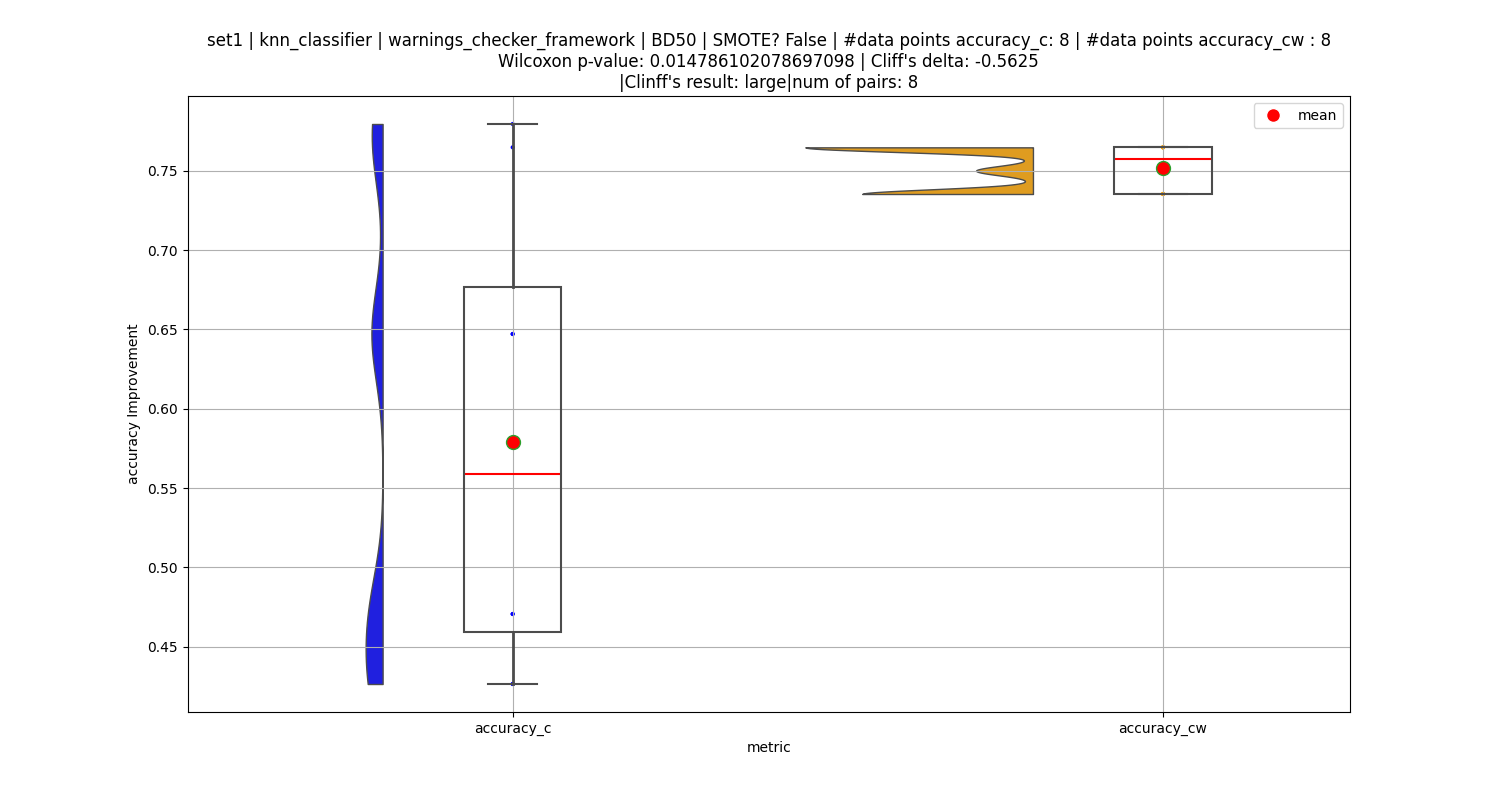 set1 | knn_classifier | warnings_checker_framework | BD50 | SMOTE? False | #data points accuracy_c: 8 | #data points accuracy_cw : 8
Wilcoxon p-value: 0.014786102078697098 | Cliff's delta: -0.5625
|Clinff's result: large|num of pairs: 8
mean
0.75
0.70
0.65
0.60
0.55
0.50
0.45
accuracy Improvement
accuracy_c
accuracy_cw
metric